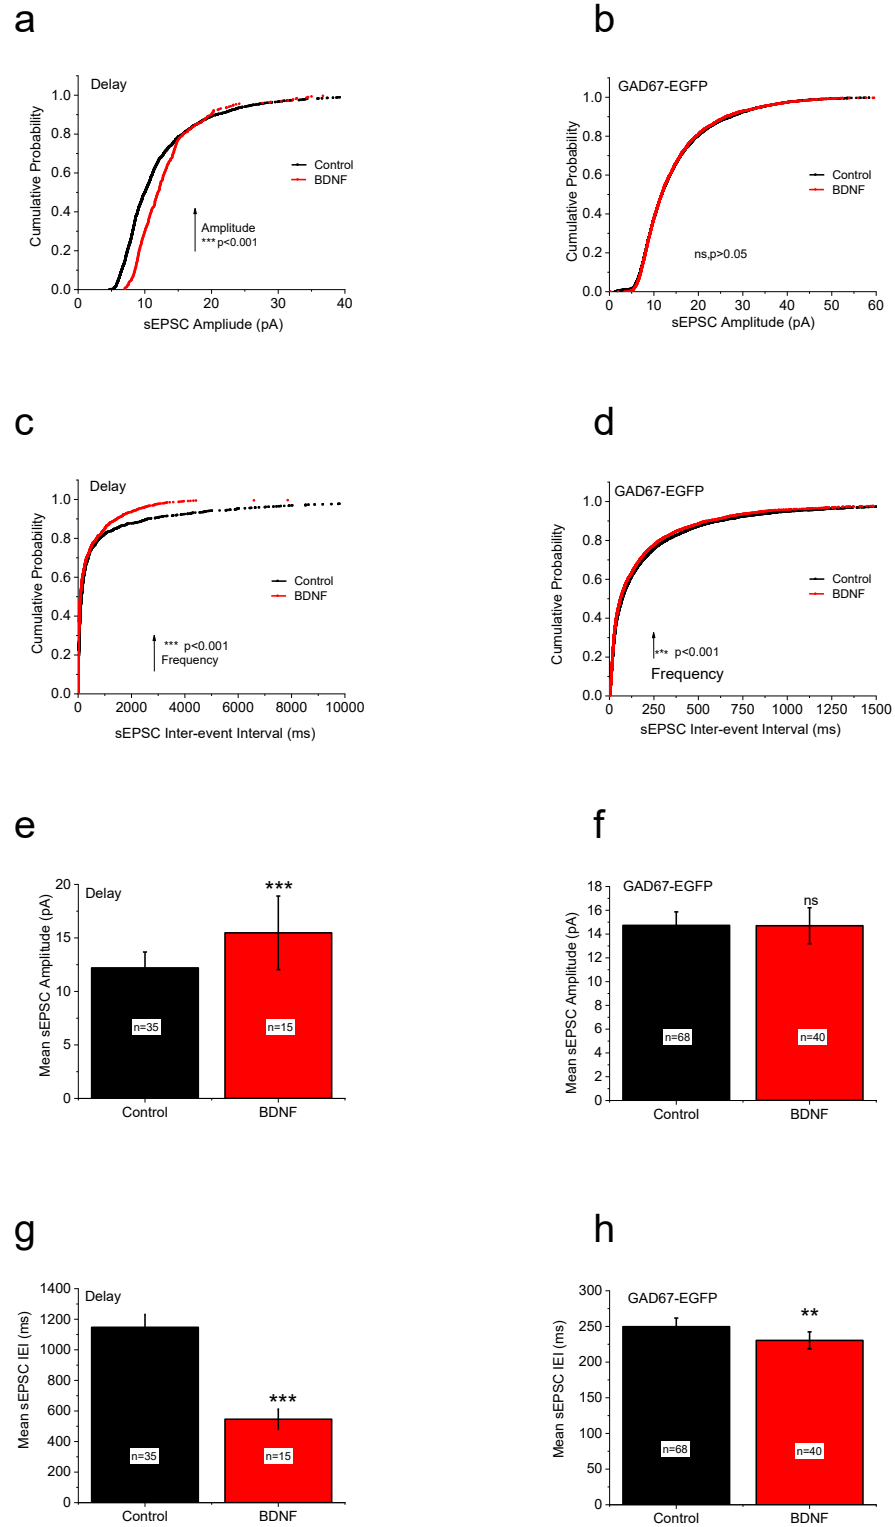 a
Delay
1.0
0.8
0.6
0.4
0.2
0.0
Cumulative Probability
Control
BDNF
Amplitude
*** p<0.001
0 10 20 30 40
sEPSC Ampliude (pA)
b
GAD67-EGFP
1.0
0.8
0.6
0.4
0.2
0.0
Cumulative Probability
Control
BDNF
ns,p>0.05
0 10 20 30 40 50 60
sEPSC Amplitude (pA)
c
Delay
1.0
0.8
0.6
0.4
0.2
0.0
Cumulative Probability
Control
BDNF
*** p<0.001
Frequency
0 2000 4000 6000 8000 10000
sEPSC Inter-event Interval (ms)
d
GAD67-EGFP
1.0
0.8
0.6
0.4
0.2
0.0
Cumulative Probability
Control
BDNF
*** p<0.001
Frequency
0 250 500 750 1000 1250 1500
sEPSC Inter-event Interval (ms)
e
Delay
20
15
10
5
0
Mean sEPSC Amplitude (pA)
***
n=35
n=15
Control BDNF
f
GAD67-EGFP
18
16
14
12
10
8
6
4
2
0
Mean sEPSC Amplitude (pA)
ns
n=68
n=40
Control BDNF
g
Delay
1400
1200
1000
800
600
400
200
0
Mean sEPSC IEI (ms)
***
n=35
n=15
Control BDNF
h
GAD67-EGFP
300
250
200
150
100
50
0
Mean sEPSC IEI (ms)
**
n=68
n=40
Control BDNF